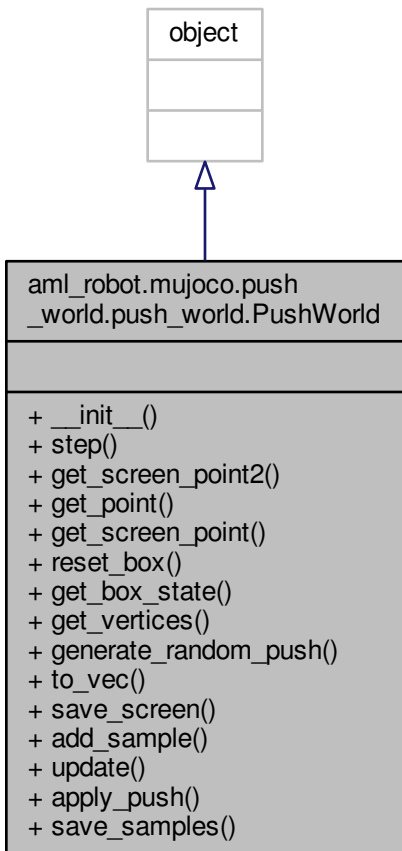 object
aml_robot.mujoco.push
_world.push_world.PushWorld
+ __init__()
+ step()
+ get_screen_point2()
+ get_point()
+ get_screen_point()
+ reset_box()
+ get_box_state()
+ get_vertices()
+ generate_random_push()
+ to_vec()
+ save_screen()
+ add_sample()
+ update()
+ apply_push()
+ save_samples()